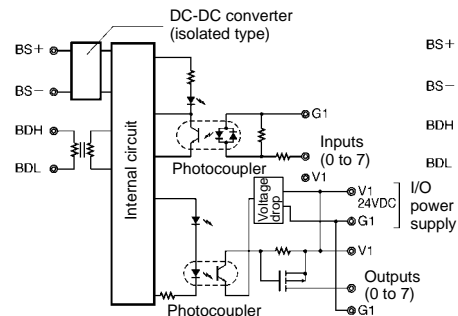 DC-DC converter
(isolated type)
BS+
BS−
BDH
BDL
Internal circuit
Photocoupler
G1
Inputs
(0 to 7)
V1
Voltage
drop
V1
24VDC
G1
I/O
power
supply
V1
Outputs
(0 to 7)
G1
Photocoupler
BS+
BS−
BDH
BDL